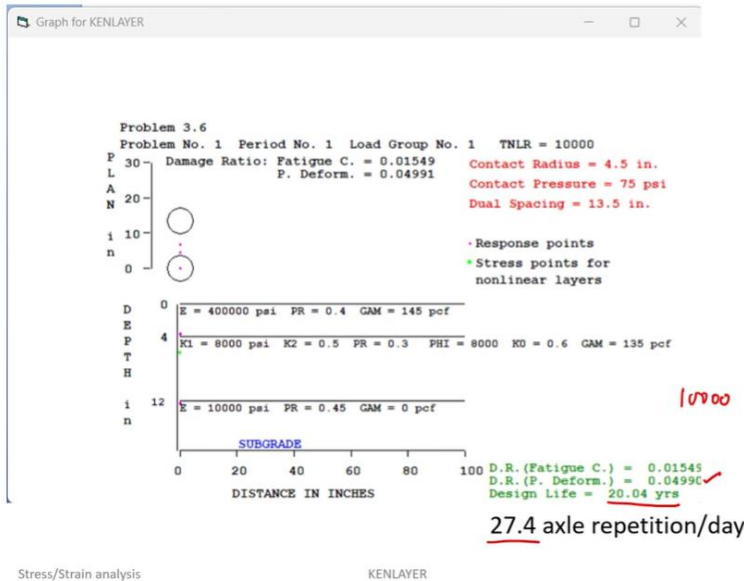 Graph for KENLAYER
Problem 3.6
Problem No. 1 Period No. 1 Load Group No. 1 TNLR = 10000
PLAN in
30
20
10
0
Damage Ratio: Fatigue C. = 0.01549
P. Deform. = 0.04991
Contact Radius = 4.5 in.
Contact Pressure = 75 psi
Dual Spacing = 13.5 in.
Response points
Stress points for
nonlinear layers
DEPTH in
0
E = 400000 psi PR = 0.4 GAM = 145 pcf
4
K1 = 8000 psi K2 = 0.5 PR = 0.3 PHI = 8000 K0 = 0.6 GAM = 135 pcf
12
E = 10000 psi PR = 0.45 GAM = 0 pcf
10000
SUBGRADE
0 20 40 60 80 100
DISTANCE IN INCHES
D.R.(Fatigue C.) = 0.01549
D.R.(P. Deform.) = 0.04990
Design Life = 20.04 yrs
27.4 axle repetition/day
Stress/Strain analysis
KENLAYER